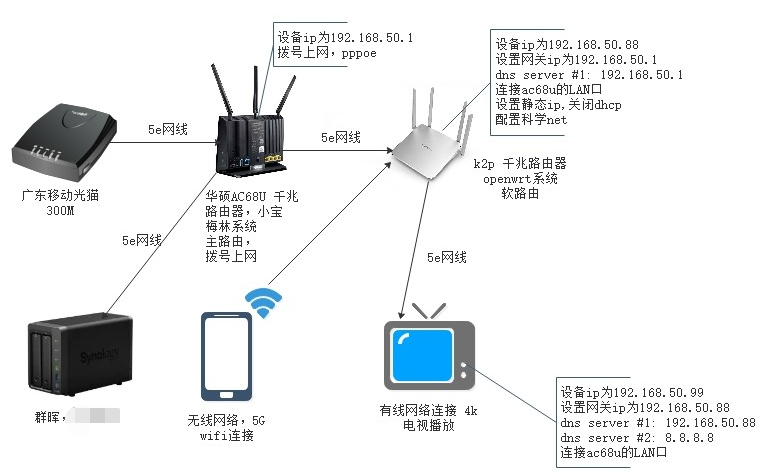 设备ip为192.168.50.1
拨号上网，pppoe
设备ip为192.168.50.88
设置网关ip为192.168.50.1
dns server #1: 192.168.50.1
连接ac68u的LAN口
设置静态ip,关闭dhcp
配置科学net
5e网线
5e网线
广东移动光猫
300M
华硕AC68U 千兆
路由器，小宝
梅林系统
主路由，
拨号上网
k2p 千兆路由器
openwrt系统
软路由
5e网线
5e网线
Synology
群晖，
无线网络，5G
wifi连接
有线网络连接 4k
电视播放
设备ip为192.168.50.99
设置网关ip为192.168.50.88
dns server #1: 192.168.50.88
dns server #2: 8.8.8.8
连接ac68u的LAN口